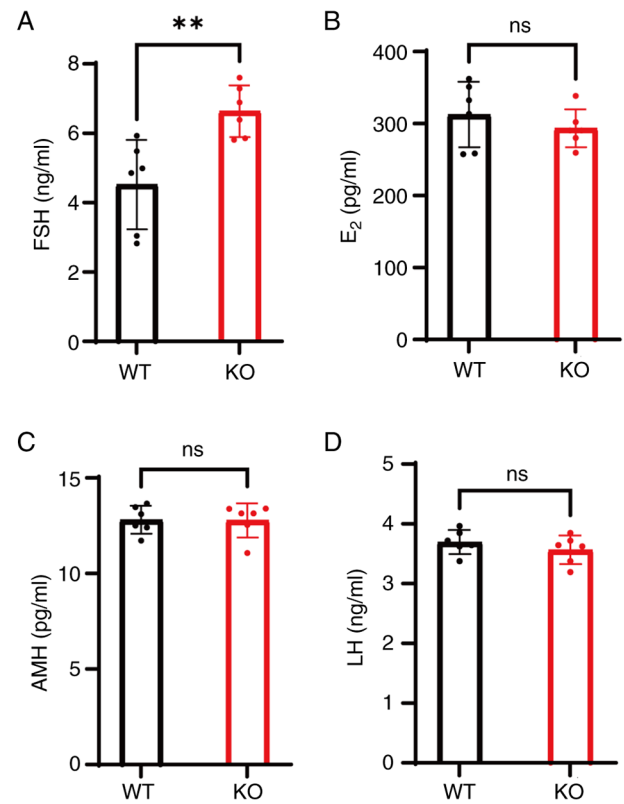 A
**
FSH (ng/ml)
8
6
4
2
0
WT KO
B
ns
E₂ (pg/ml)
400
300
200
100
0
WT KO
C
ns
AMH (pg/ml)
15
10
5
0
WT KO
D
ns
LH (ng/ml)
5
4
3
2
1
0
WT KO